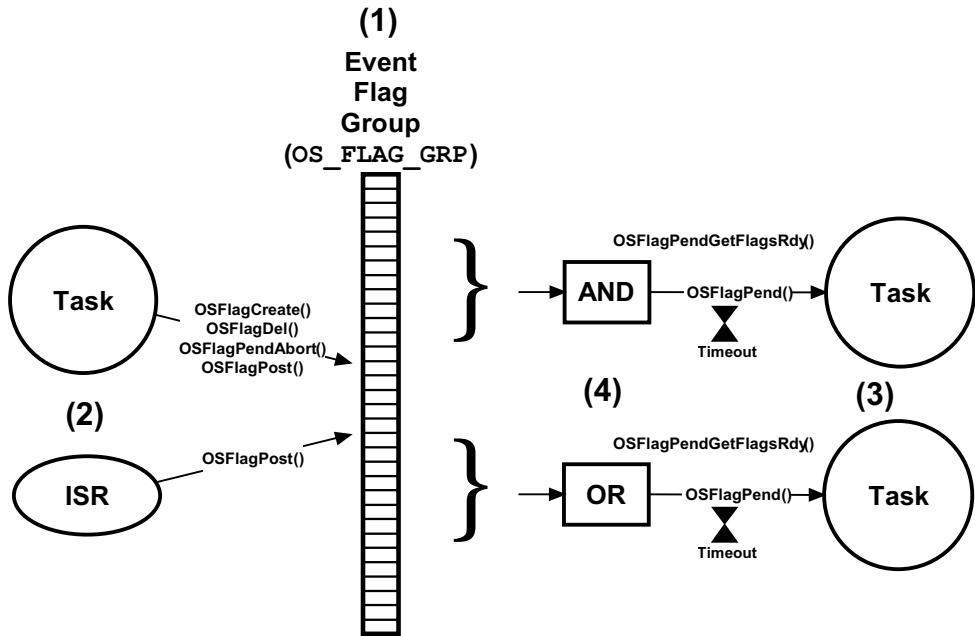 (1)
Event
Flag
Group
(OS_FLAG_GRP)
Task
OSFlagCreate()
OSFlagDel()
OSFlagPendAbort()
OSFlagPost()
(2)
OSFlagPost()
ISR
OSFlagPendGetFlagsRdy()
AND
OSFlagPend()
Timeout
Task
(4)
(3)
OSFlagPendGetFlagsRdy()
OR
OSFlagPend()
Timeout
Task